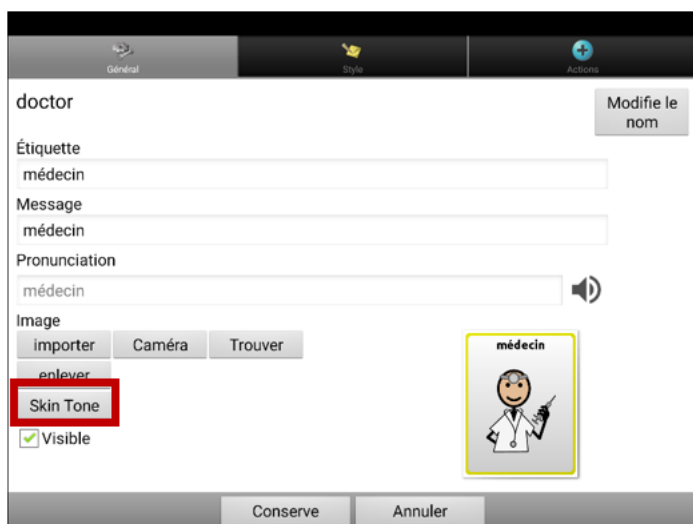 Général
Style
Actions
doctor
Modifie le
nom
Étiquette
médecin
Message
médecin
Pronunciation
médecin
Image
importer
Caméra
Trouver
médecin
enlever
Skin Tone
Visible
Conserve
Annuler